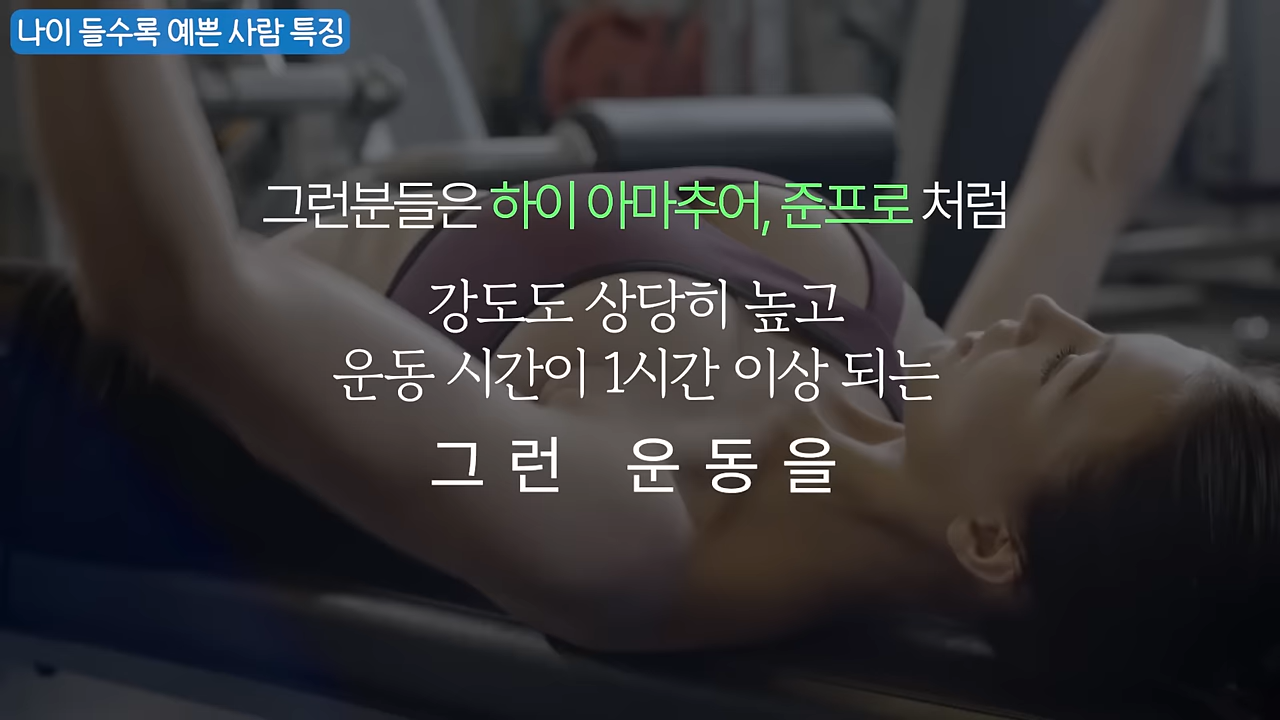 나이 들수록 예쁜 사람 특징
그런분들은 하이 아마추어, 준프로 처럼
강도도 상당히 높고
운동 시간이 1시간 이상 되는
그런 운동을